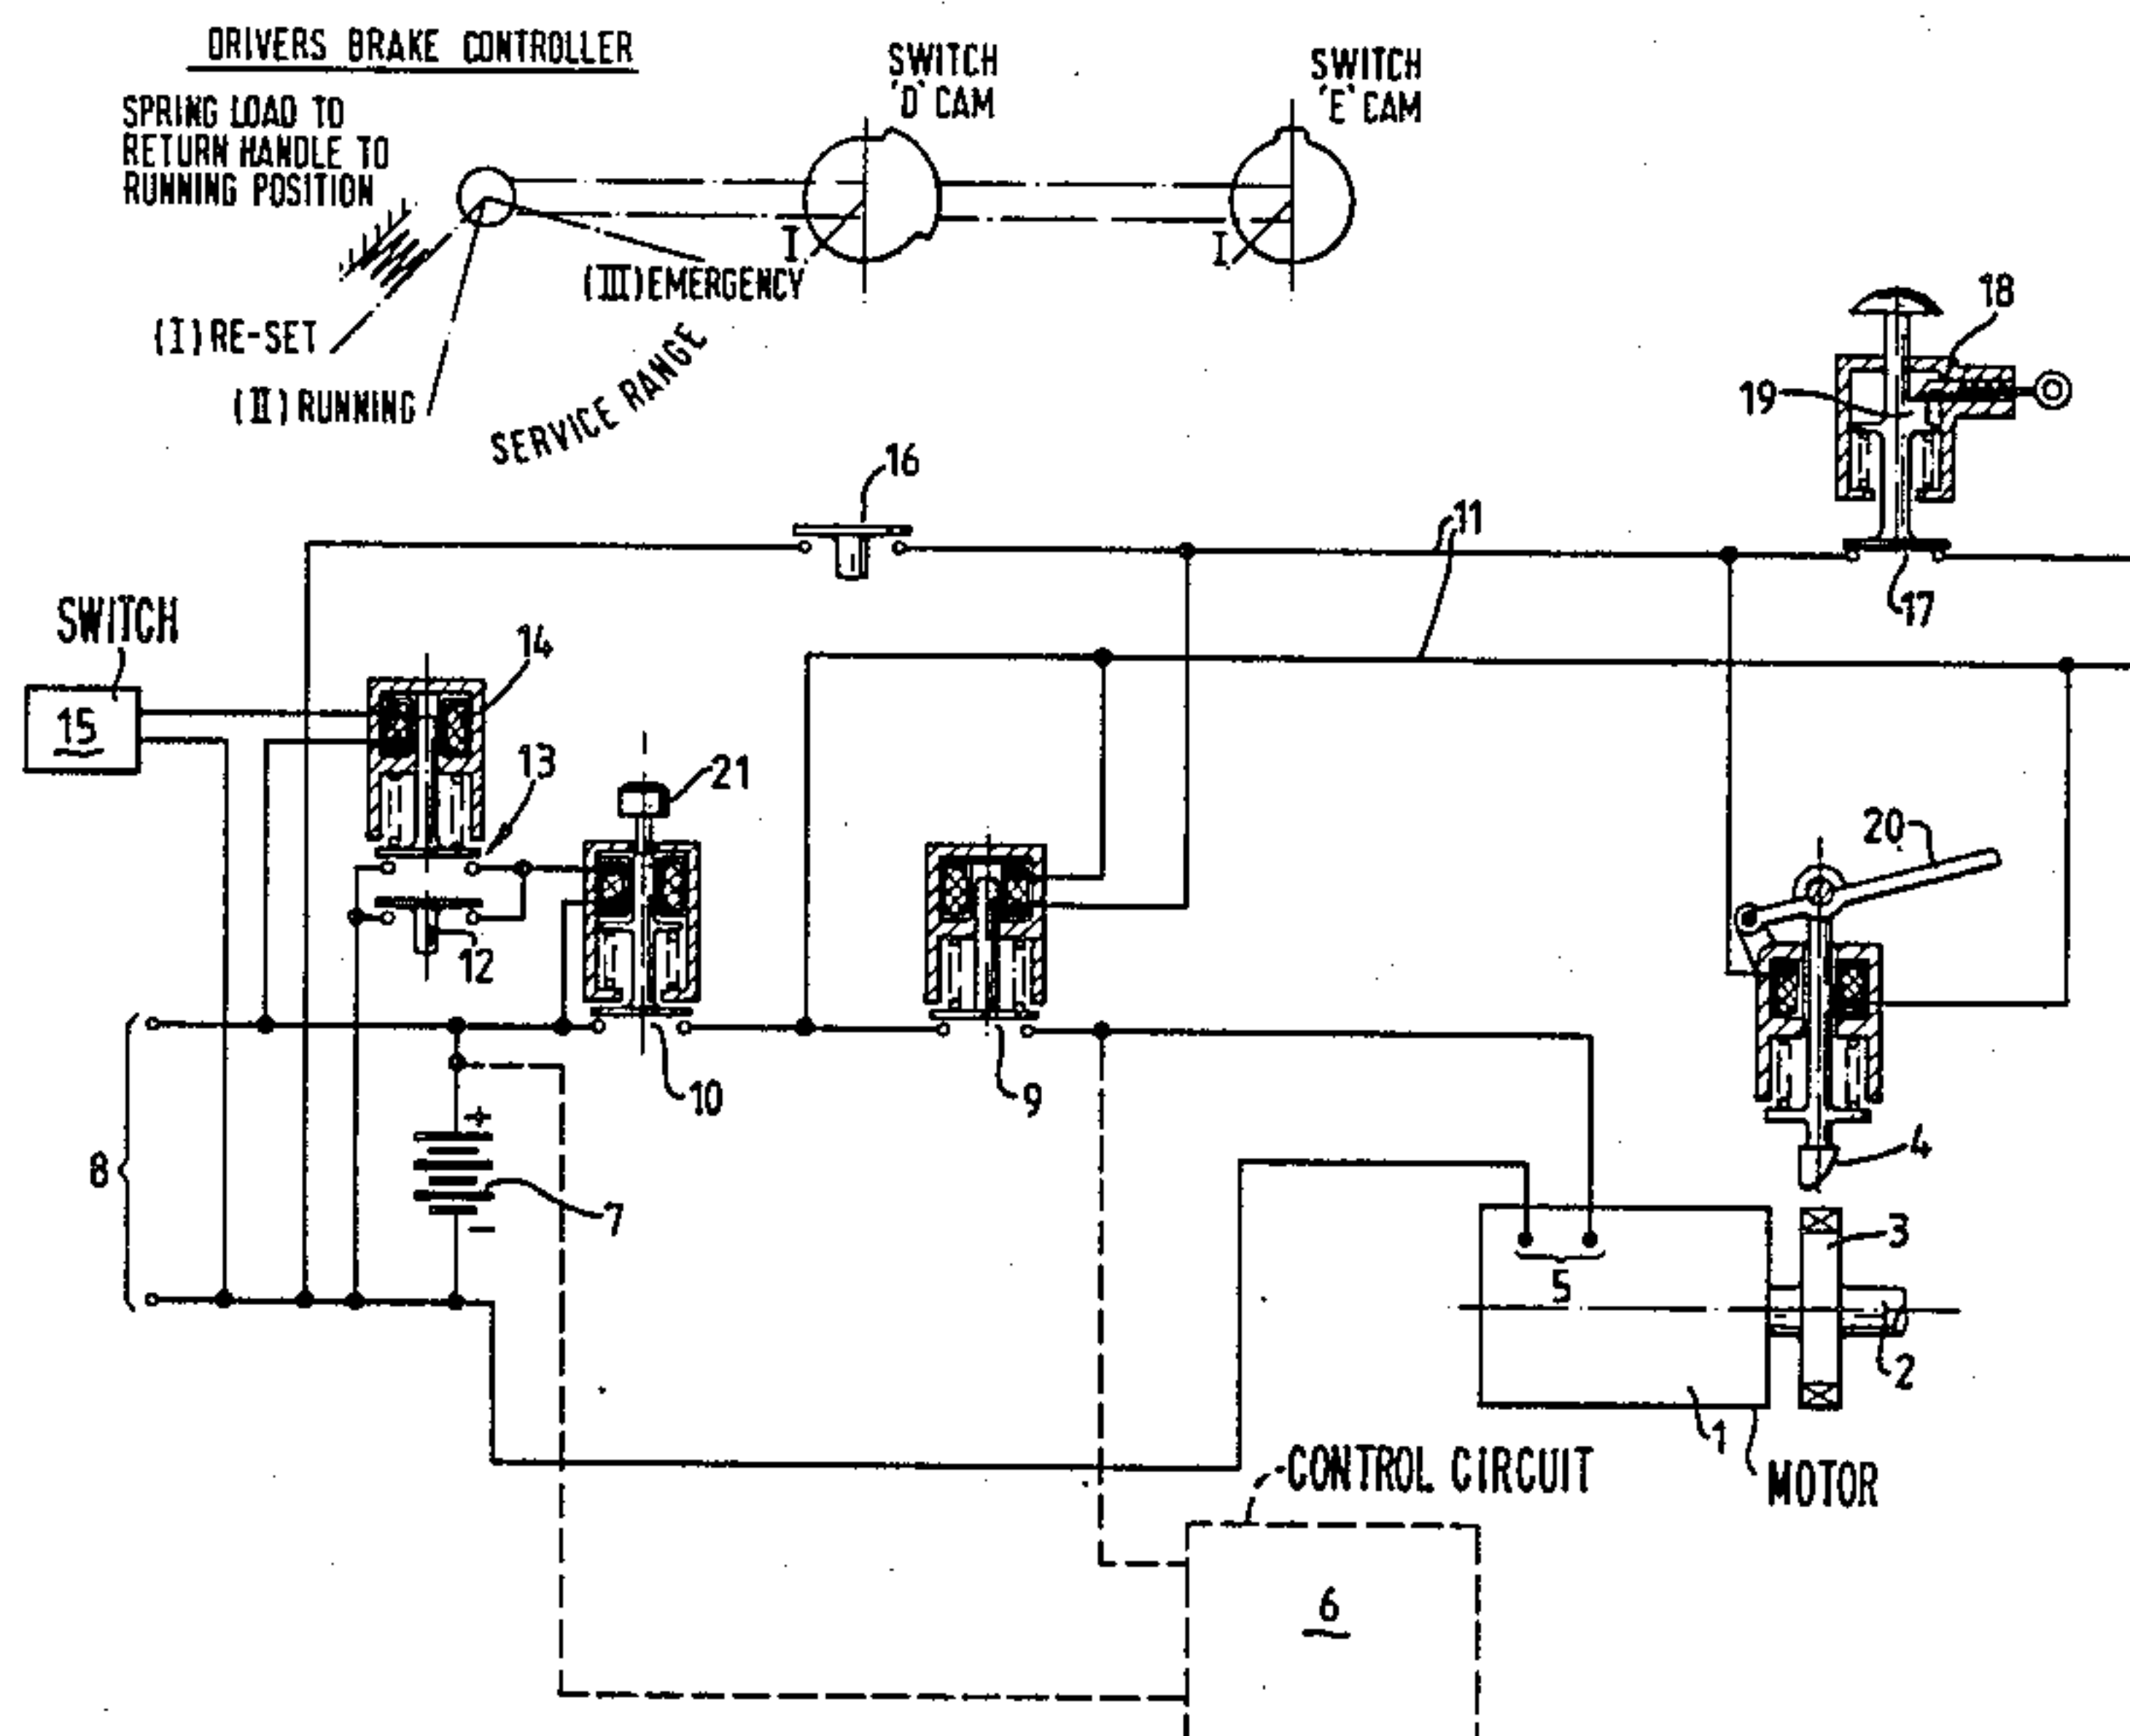 DRIVERS BRAKE CONTROLLER
SPRING LOAD TO
RETURN HANDLE TO
RUNNING POSITION
SWITCH
'D' CAM
SWITCH
'E' CAM
I
I
(III) EMERGENCY
(I) RE-SET
(II) RUNNING
SERVICE RANGE
18
19
16
11
17
SWITCH
14
15
13
21
20
12
10
9
4
8
+
7
−
3
5
2
1
CONTROL CIRCUIT
MOTOR
6